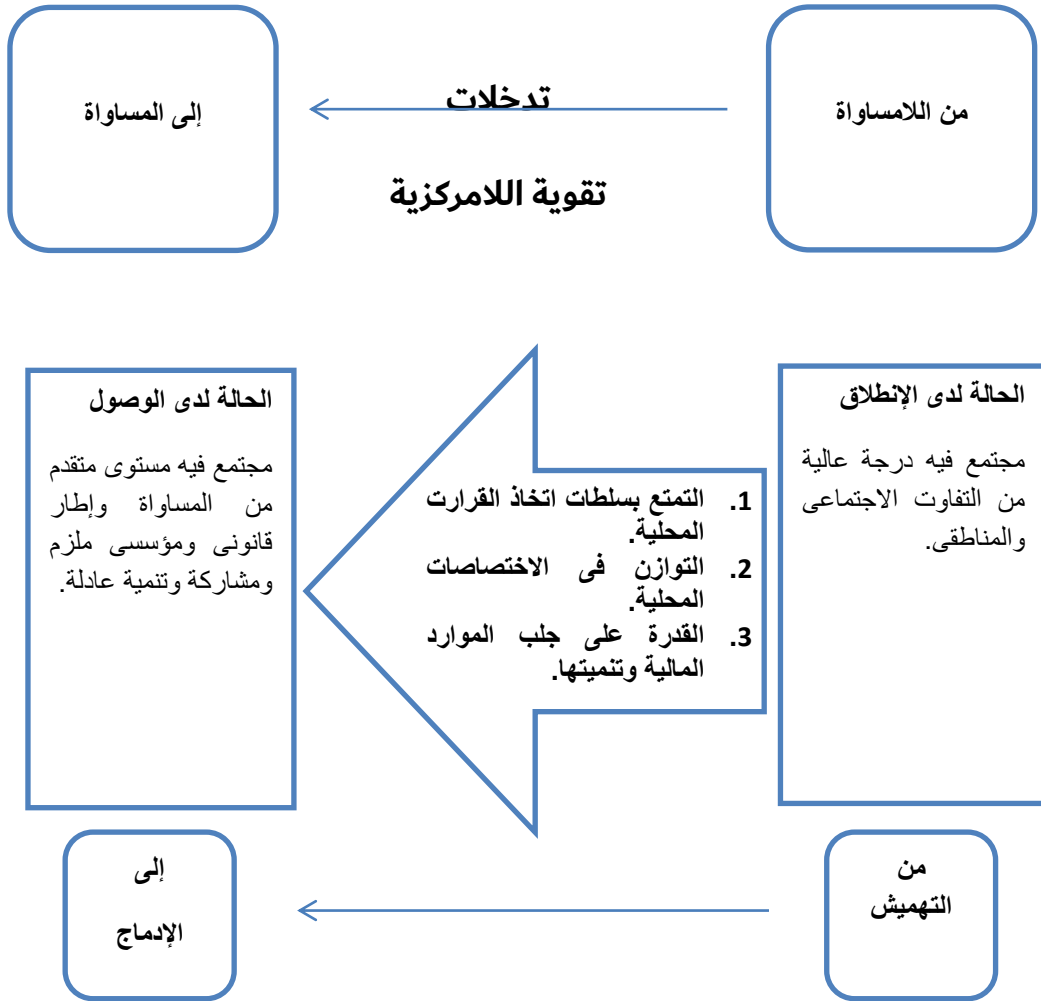 من اللامساواة
تدخلات
تقوية اللامركزية
إلى المساواة
الحالة لدى الإنطلاق
مجتمع فيه درجة عالية
من التفاوت الاجتماعى
والمناطقى.
1. التمتع بسلطات اتخاذ القرارت
المحلية.
2. التوازن فى الاختصاصات
المحلية.
3. القدرة على جلب الموارد
المالية وتنميتها.
الحالة لدى الوصول
مجتمع فيه مستوى متقدم
من المساواة وإطار
قانونى ومؤسسى ملزم
ومشاركة وتنمية عادلة.
من
التهميش
إلى
الإدماج